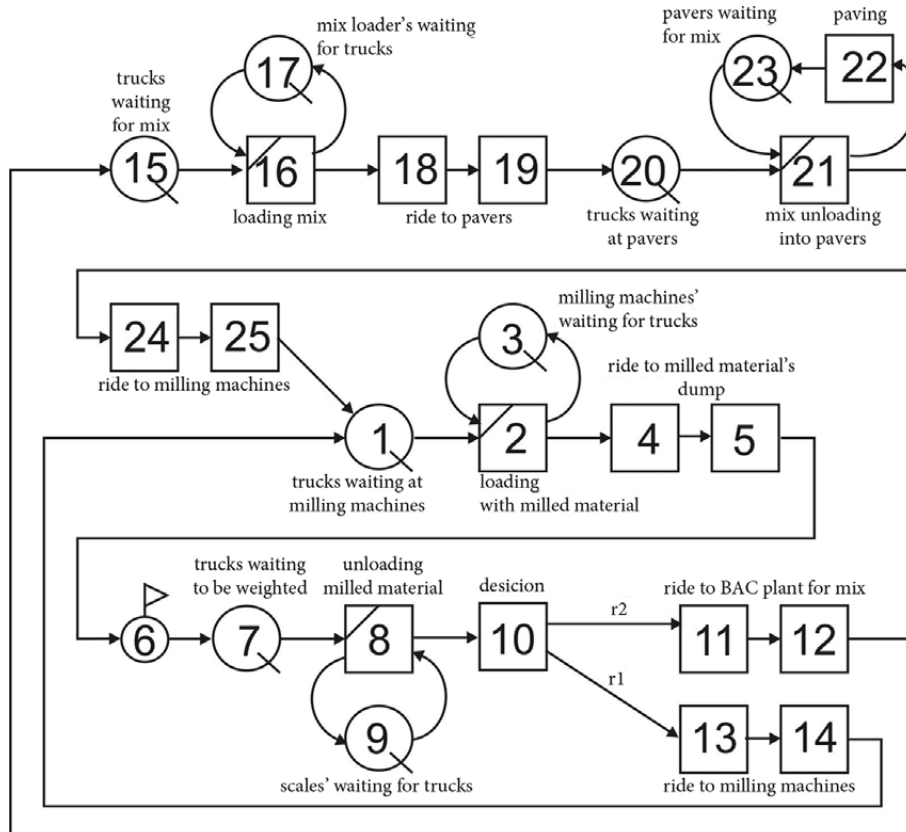 mix loader's waiting
for trucks
pavers waiting
for mix
paving
trucks
waiting
for mix
17
23
22
15
16
18
19
20
21
loading mix
ride to pavers
trucks waiting
at pavers
mix unloading
into pavers
milling machines'
waiting for trucks
24
25
3
ride to milling machines
ride to milled material's
dump
1
2
4
5
trucks waiting at
milling machines
loading
with milled material
trucks waiting
to be weighted
unloading
milled material
desicion
ride to BAC plant for mix
r2
6
7
8
10
11
12
r1
9
13
14
scales' waiting for trucks
ride to milling machines